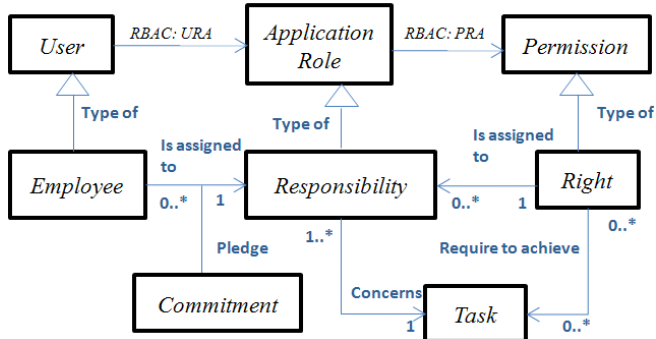 User
RBAC: URA
Application
Role
RBAC: PRA
Permission
Type of
Type of
Type of
Is assigned
to
Is assigned
to
Employee
Responsibility
Right
0..*
1
0..*
1
0..*
1..*
Pledge
Require to achieve
Commitment
Concerns
1
Task
0..*